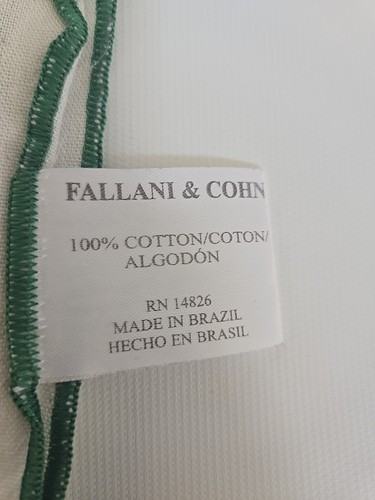 FALLANI & COHN
100% COTTON/COTON/
ALGODÓN
RN 14826
MADE IN BRAZIL
HECHO EN BRASIL